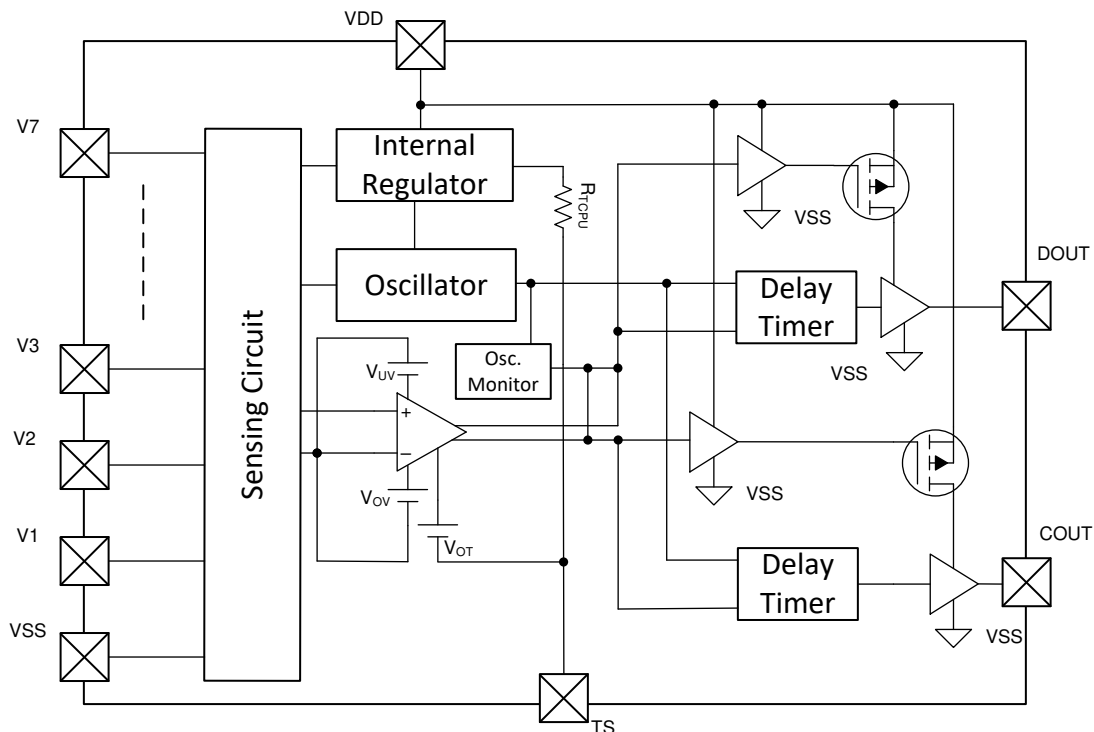 VDD
V7
Internal
Regulator
RTCPU
VSS
DOUT
Oscillator
Delay
Timer
V3
Osc.
Monitor
VUV
VSS
+
Sensing Circuit
V2
−
VOV
VSS
V1
VOT
COUT
Delay
Timer
VSS
VSS
TS